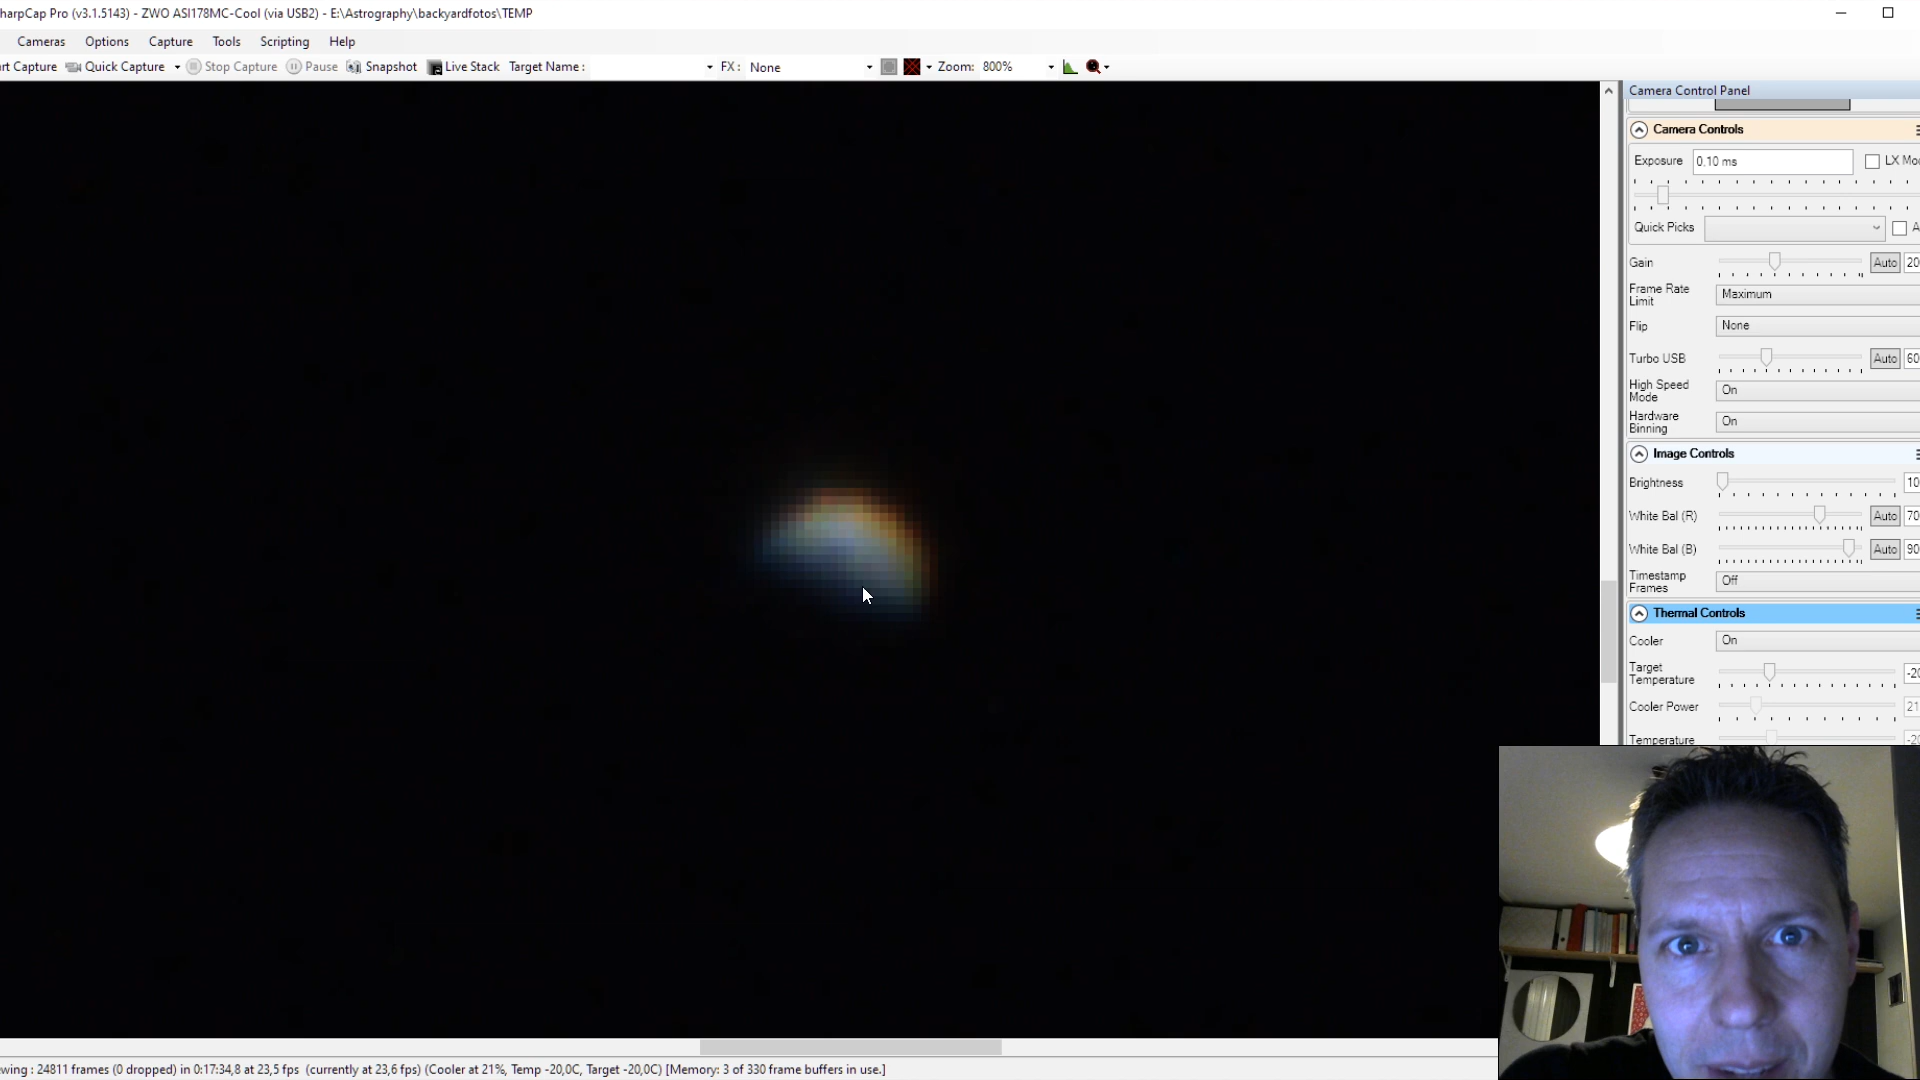 harpCap Pro (v3.1.5143) - ZWO ASI178MC-Cool (via USB2) - E:\Astrography\backyardfotos\TEMP
Cameras Options Capture Tools Scripting Help
rt Capture Quick Capture Stop Capture Pause Snapshot Live Stack Target Name : FX : None Zoom: 800%
Camera Control Panel
Camera Controls
Exposure 0,10 ms LX Mo
Quick Picks A
Gain Auto 20
Frame Rate Limit Maximum
Flip None
Turbo USB Auto 60
High Speed Mode On
Hardware Binning On
Image Controls
Brightness 10
White Bal (R) Auto 70
White Bal (B) Auto 90
Timestamp Frames Off
Thermal Controls
Cooler On
Target Temperature -20
Cooler Power 21
Temperature -20
ewing : 24811 frames (0 dropped) in 0:17:34,8 at 23,5 fps (currently at 23,6 fps) (Cooler at 21%, Temp -20,0C, Target -20,0C) [Memory: 3 of 330 frame buffers in use.]